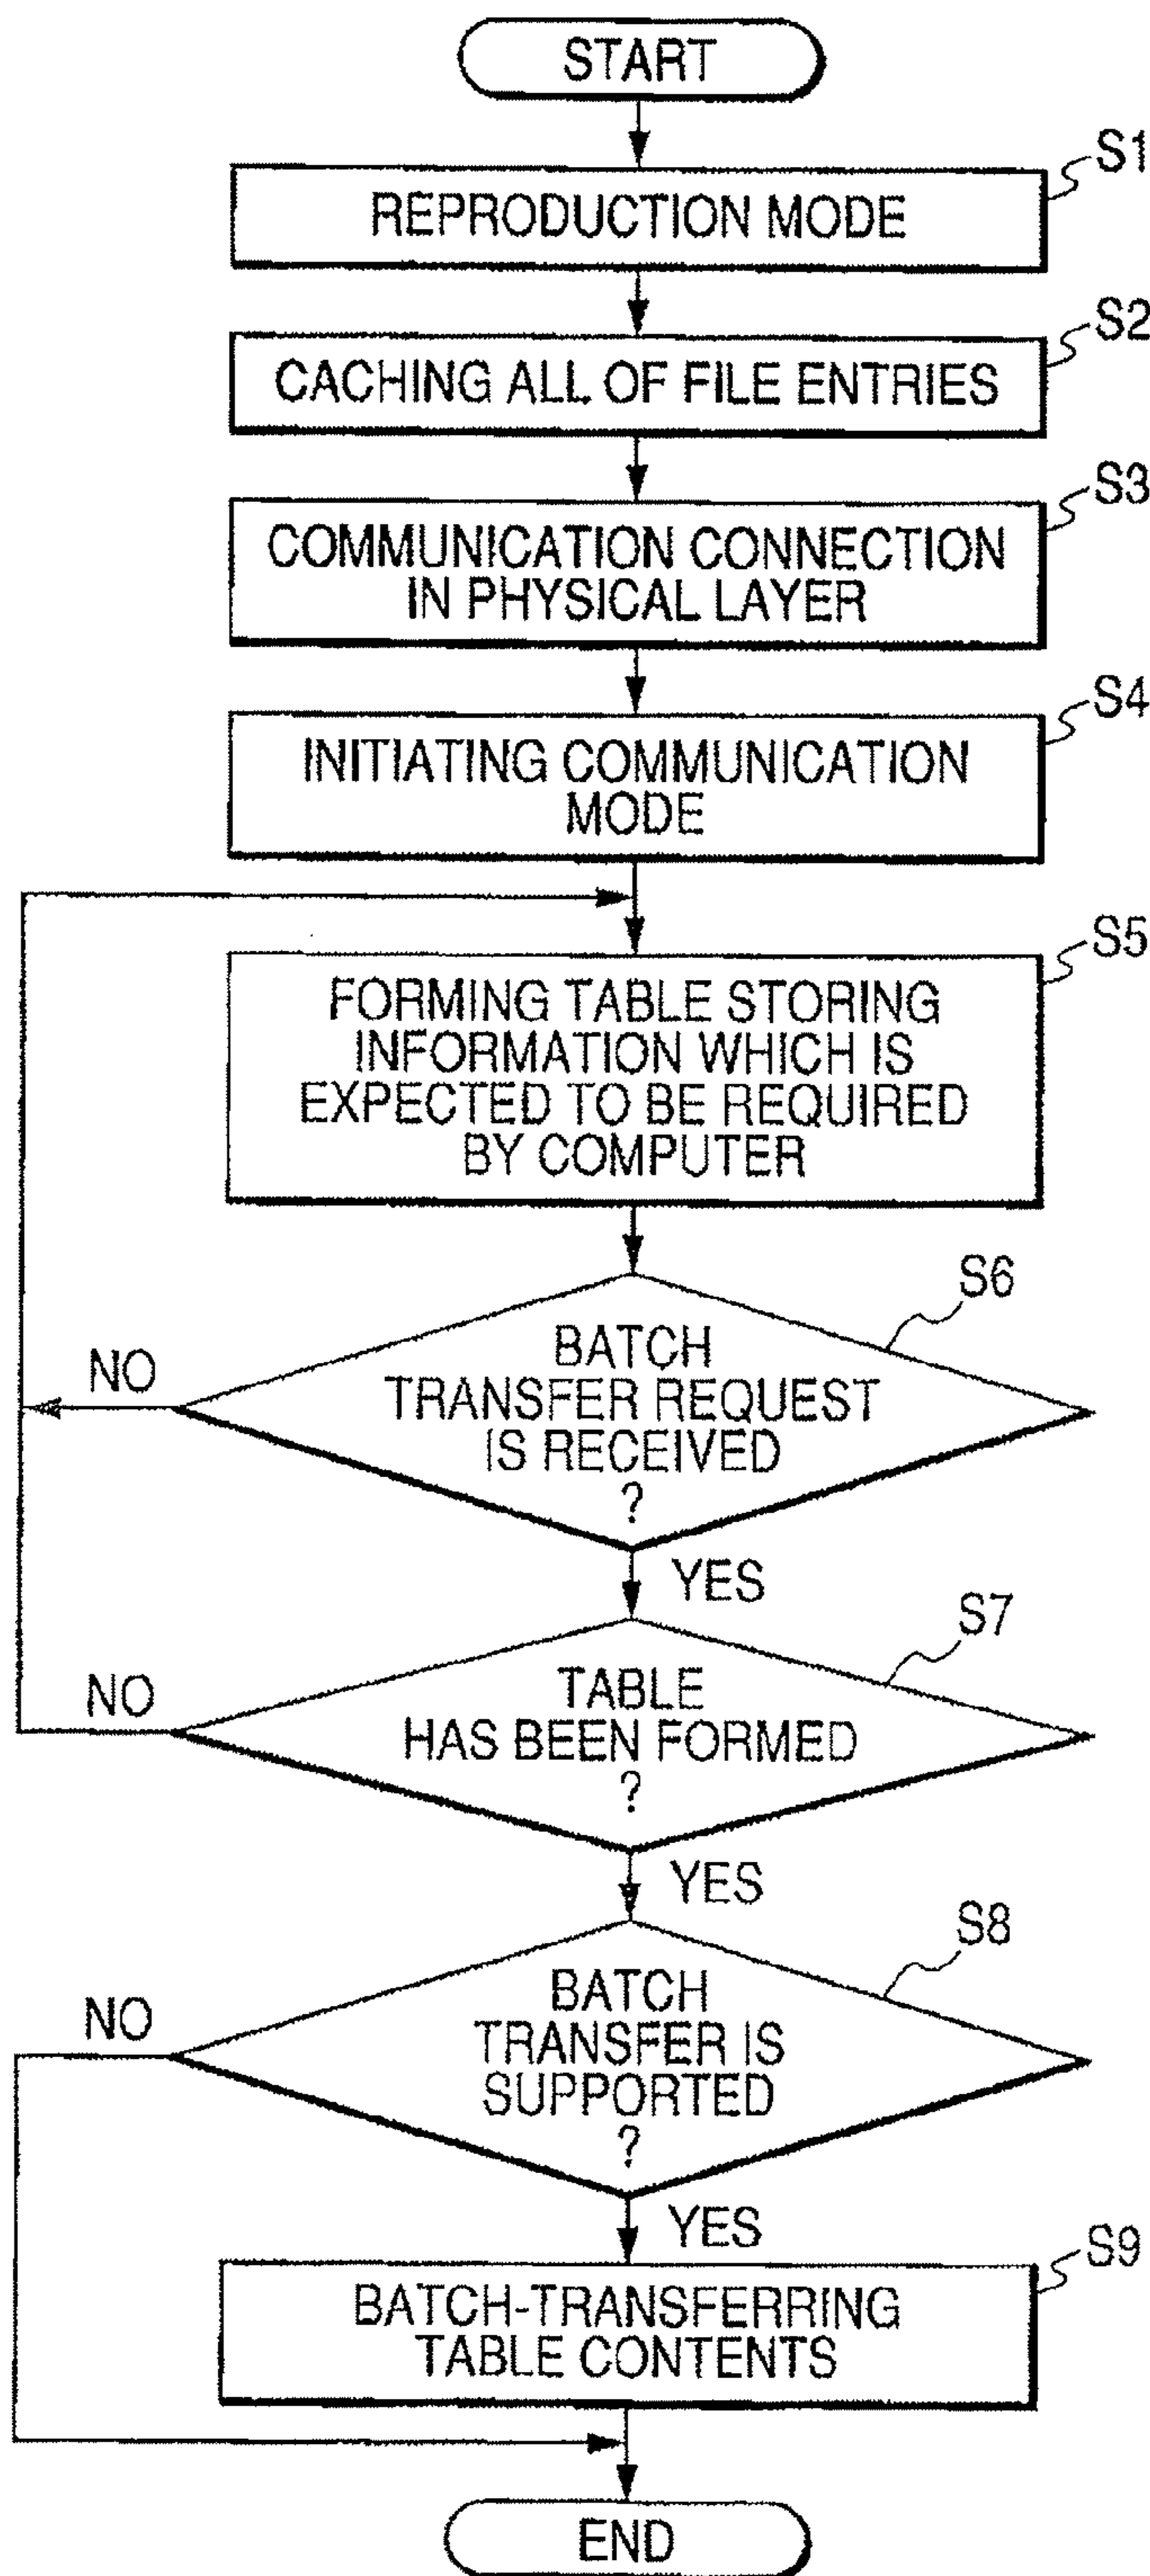 START
S1
REPRODUCTION MODE
S2
CACHING ALL OF FILE ENTRIES
S3
COMMUNICATION CONNECTION
IN PHYSICAL LAYER
S4
INITIATING COMMUNICATION
MODE
S5
FORMING TABLE STORING
INFORMATION WHICH IS
EXPECTED TO BE REQUIRED
BY COMPUTER
S6
BATCH
TRANSFER REQUEST
IS RECEIVED
?
NO
YES
S7
TABLE
HAS BEEN FORMED
?
NO
YES
S8
BATCH
TRANSFER IS
SUPPORTED
?
NO
YES
S9
BATCH-TRANSFERRING
TABLE CONTENTS
END